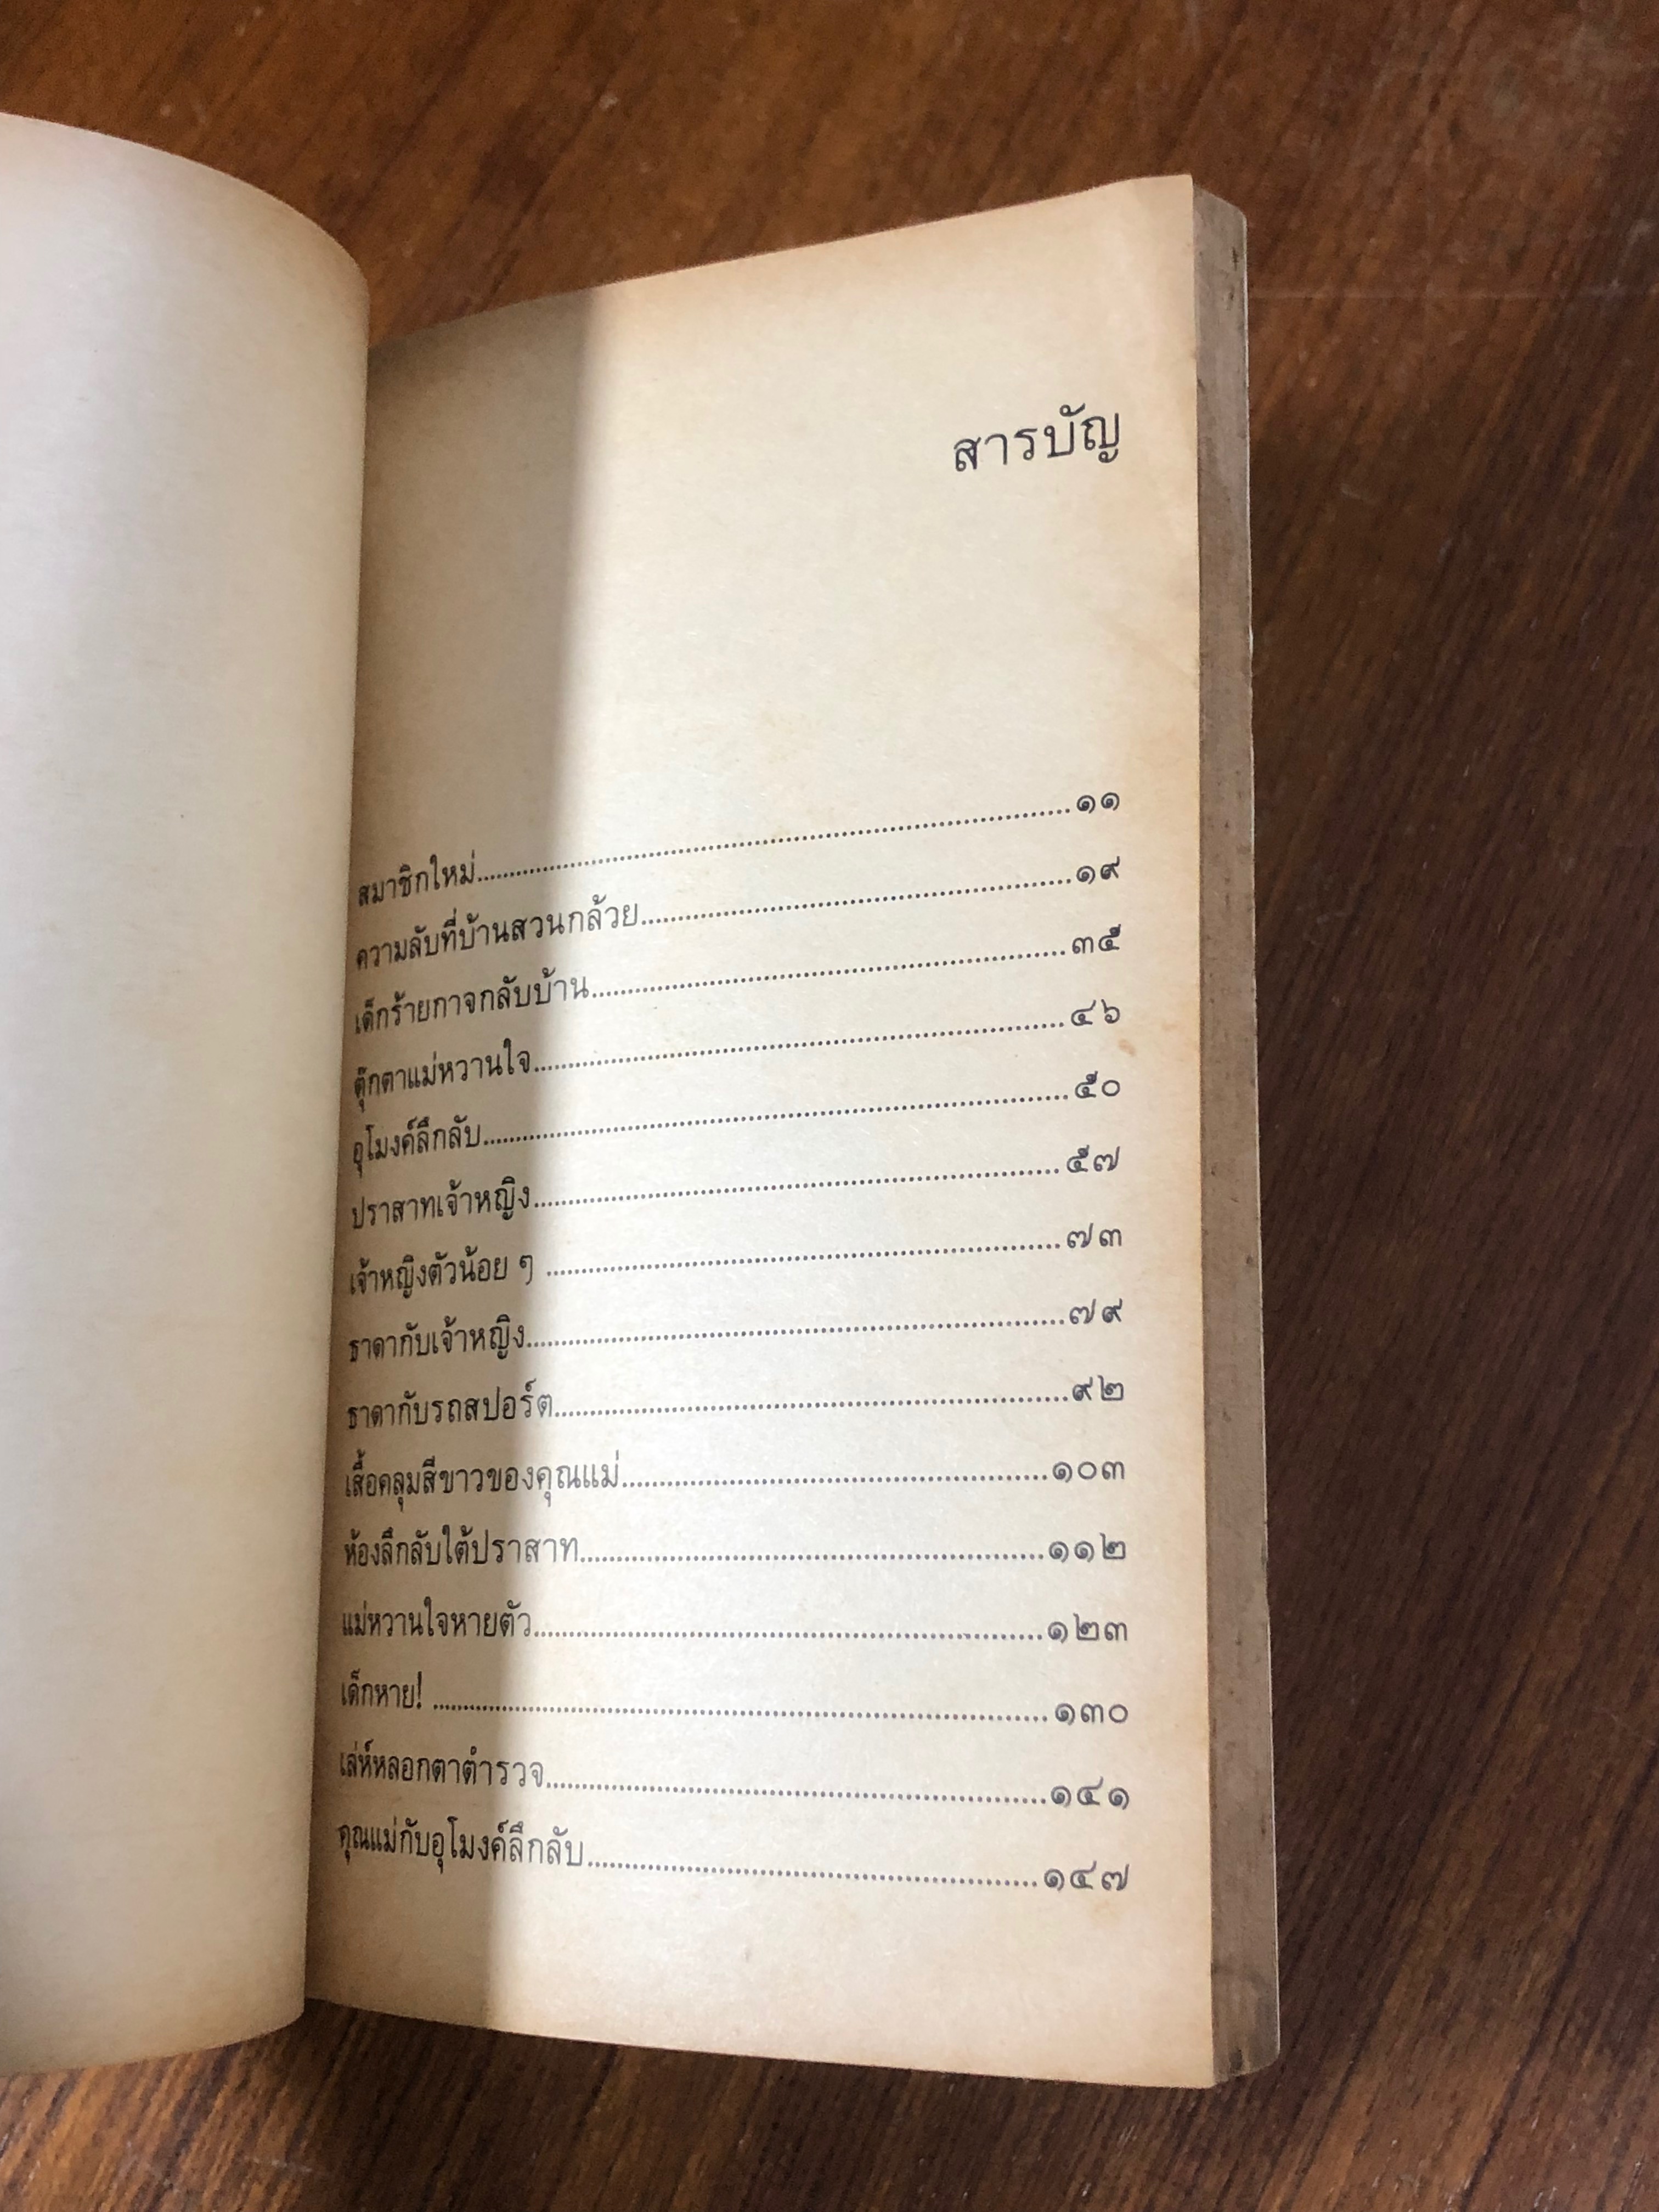 สารบัญ
สมาชิกใหม่....................๑๑
ความลับที่บ้านสวนกล้วย....................๑๙
เด็กร้ายกาจกลับบ้าน....................๓๕
ตุ๊กตาแม่หวานใจ....................๔๖
อุโมงค์ลึกลับ....................๕๐
ปราสาทเจ้าหญิง....................๕๗
เจ้าหญิงตัวน้อย ๆ ....................๗๓
ธาดากับเจ้าหญิง....................๗๙
ธาดากับรถสปอร์ต....................๙๒
เสื้อคลุมสีขาวของคุณแม่....................๑๐๓
ห้องลึกลับใต้ปราสาท....................๑๑๒
แม่หวานใจหายตัว....................๑๒๓
เด็กหาย! ....................๑๓๐
เล่ห์หลอกตาตำรวจ....................๑๔๑
คุณแม่กับอุโมงค์ลึกลับ....................๑๔๗